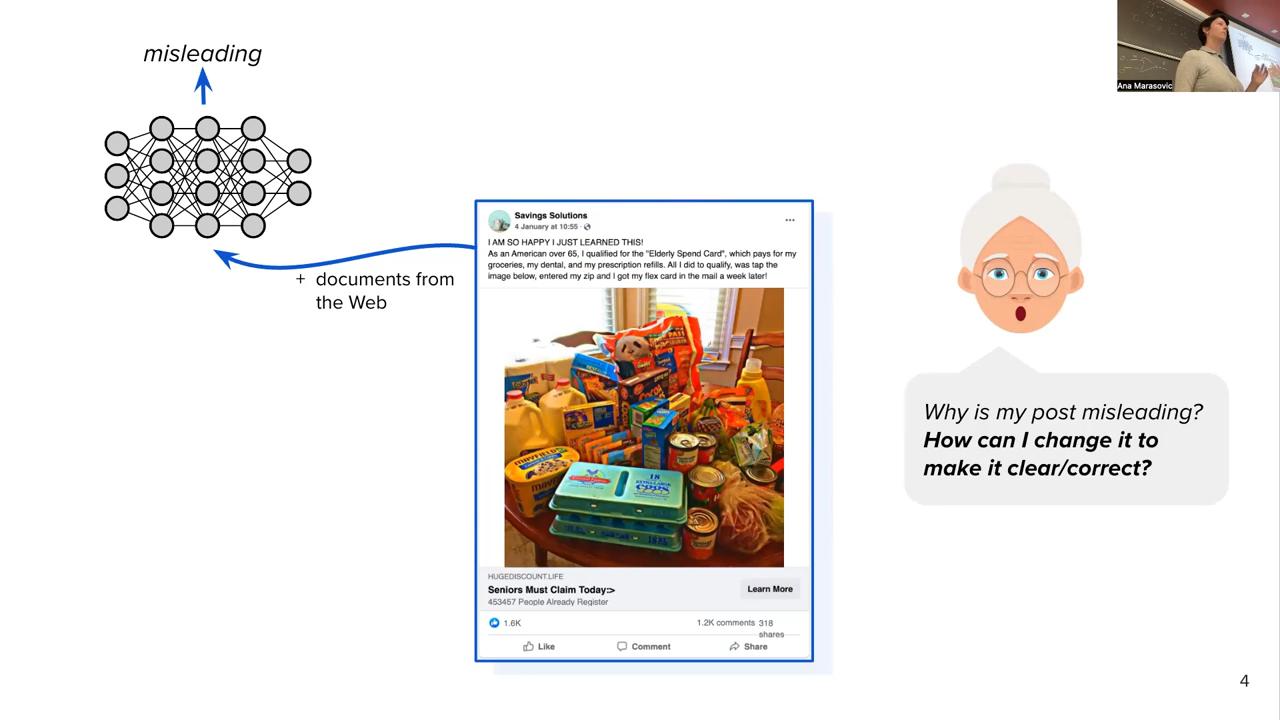 misleading
Ana Marasovic
+ documents from
the Web
Savings Solutions
4 January at 10:55 ·
I AM SO HAPPY I JUST LEARNED THIS!
As an American over 65, I qualified for the "Elderly Spend Card", which pays for my
groceries, my dental, and my prescription refills. All I did to qualify, was tap the
image below, entered my zip and I got my flex card in the mail a week later!
MAYFIELD
18
EGGS
HUGEDISCOUNT.LIFE
Seniors Must Claim Today:>
453457 People Already Register
Learn More
1.6K
1.2K comments 318
shares
Like
Comment
Share
Why is my post misleading?
How can I change it to
make it clear/correct?
4